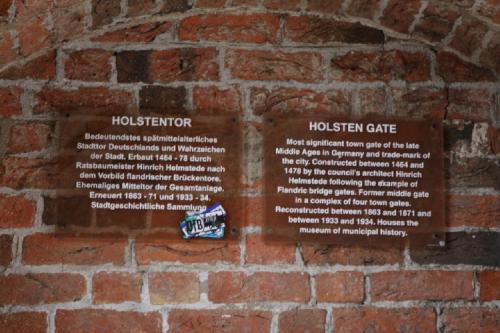 HOLSTENTOR
Bedeutendstes spätmittelalterliches
Stadttor Deutschlands und Wahrzeichen
der Stadt. Erbaut 1464 - 78 durch
Ratsbaumeister Hinrich Helmstede nach
dem Vorbild flandrischer Brückentore.
Ehemaliges Mitteltor der Gesamtanlage.
Erneuert 1863 - 71 und 1933 - 34.
Stadtgeschichtliche Sammlung
HOLSTEN GATE
Most significant town gate of the late
Middle Ages in Germany and trade-mark of
the city. Constructed between 1464 and
1478 by the council's architect Hinrich
Helmstede following the example of
Flandric bridge gates. Former middle gate
in a complex of four town gates.
Reconstructed between 1863 and 1871 and
between 1933 and 1934. Houses the
museum of municipal history.